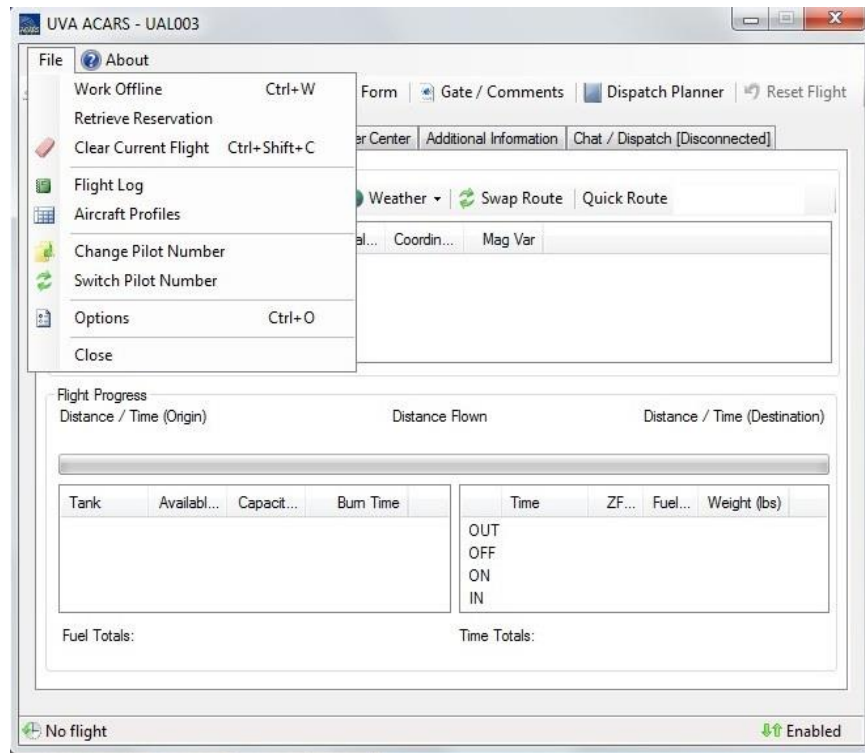 UVA ACARS - UAL003
File About
Work Offline Ctrl+W
Form Gate / Comments Dispatch Planner Reset Flight
Retrieve Reservation
Clear Current Flight Ctrl+Shift+C
er Center Additional Information Chat / Dispatch [Disconnected]
Flight Log
Weather Swap Route Quick Route
Aircraft Profiles
al... Coordin... Mag Var
Change Pilot Number
Switch Pilot Number
Options Ctrl+O
Close
Flight Progress
Distance / Time (Origin) Distance Flown Distance / Time (Destination)
Tank Availabl... Capacit... Burn Time Time ZF... Fuel... Weight (lbs)
OUT
OFF
ON
IN
Fuel Totals: Time Totals:
No flight Enabled